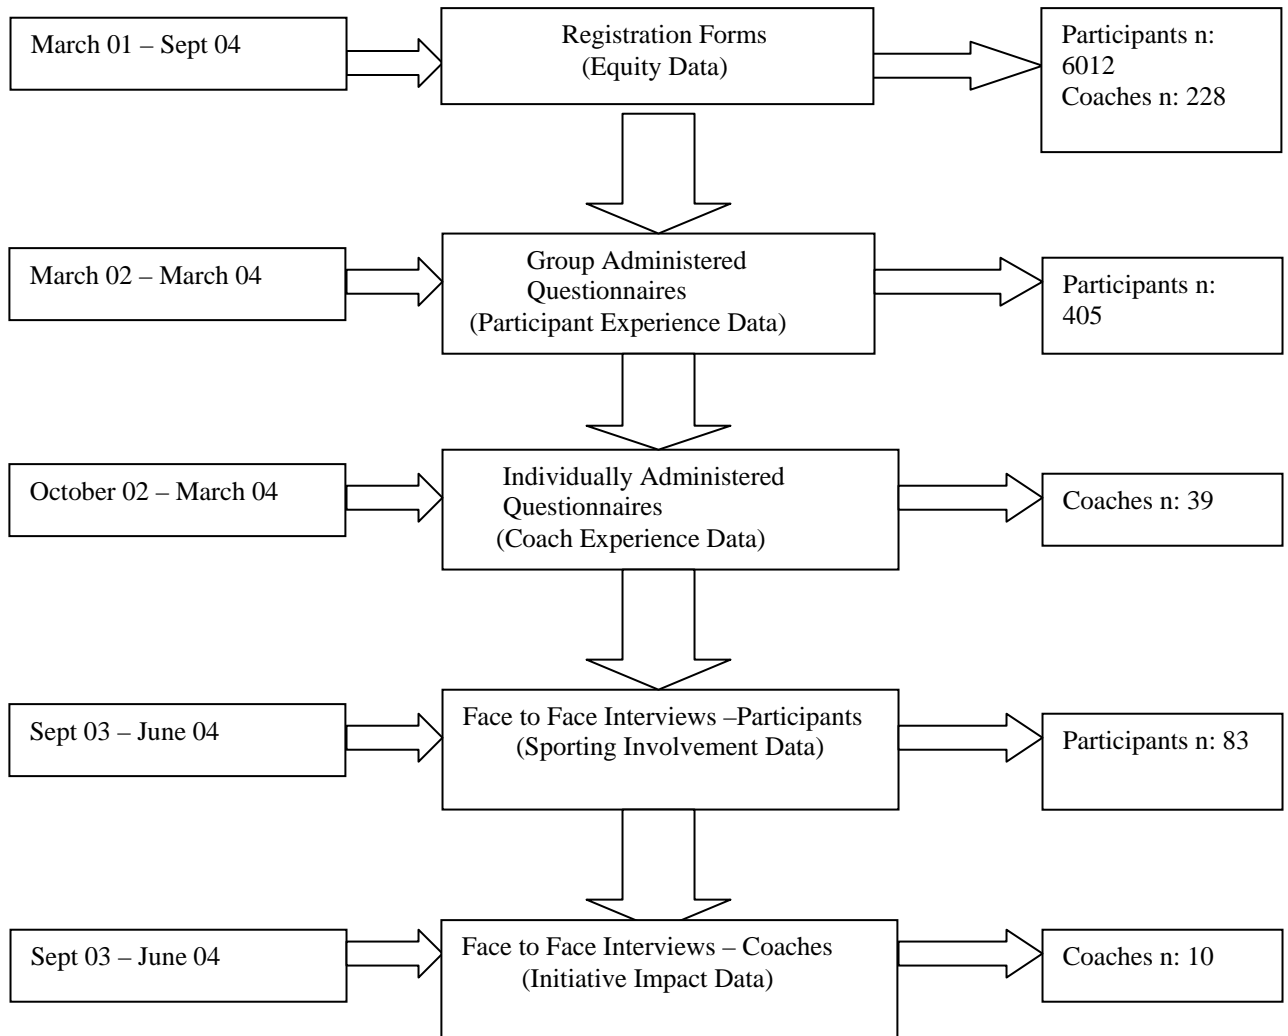 March 01 – Sept 04
Registration Forms
(Equity Data)
Participants n:
6012
Coaches n: 228
March 02 – March 04
Group Administered
Questionnaires
(Participant Experience Data)
Participants n:
405
October 02 – March 04
Individually Administered
Questionnaires
(Coach Experience Data)
Coaches n: 39
Sept 03 – June 04
Face to Face Interviews –Participants
(Sporting Involvement Data)
Participants n: 83
Sept 03 – June 04
Face to Face Interviews – Coaches
(Initiative Impact Data)
Coaches n: 10